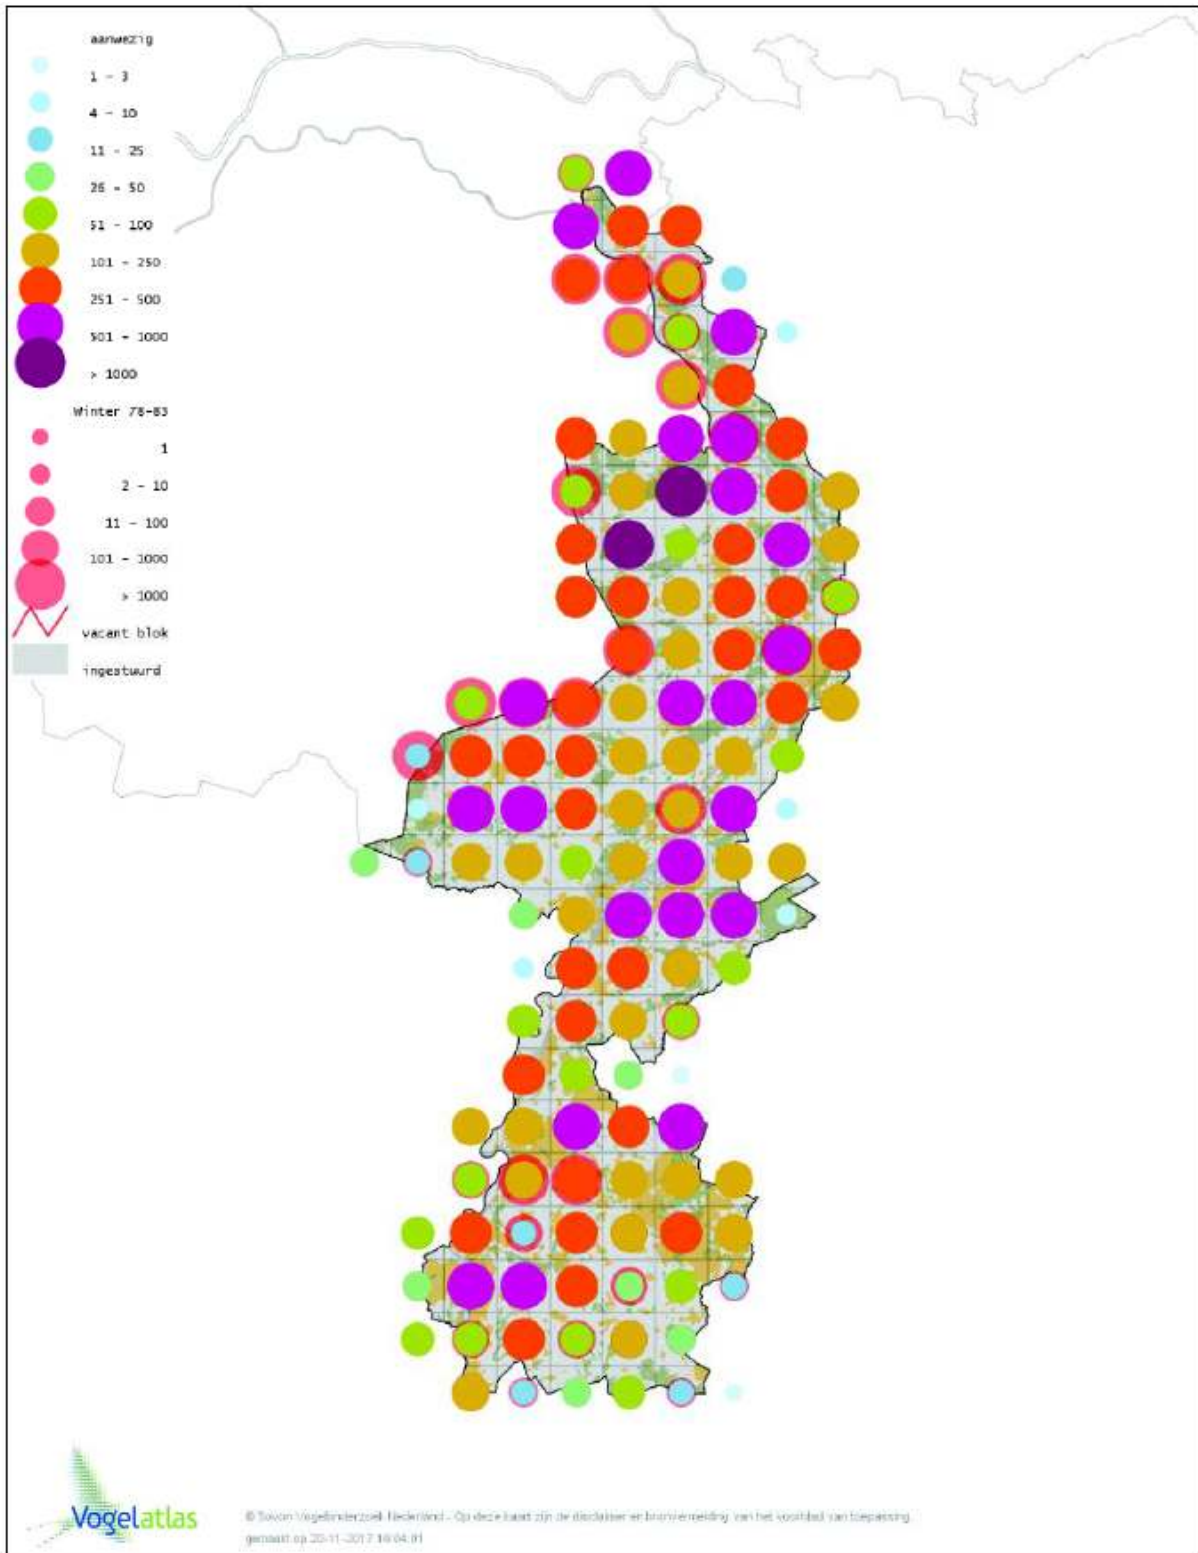 aanwezig
1 - 3
4 - 10
11 - 25
26 - 50
51 - 100
101 - 250
251 - 500
501 - 1000
> 1000
Winter 78-83
1
2 - 10
11 - 100
101 - 1000
> 1000
vacant blok
ingestuurd
Vogelatlas
© Sovon Vogelonderzoek Nederland - Op deze kaart zijn de disclaimer en bronvermelding van het voorblad van toepassing
gemaakt op 20-11-2017